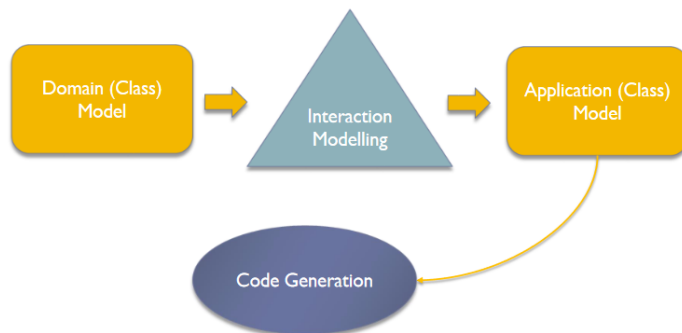 Domain (Class)
Model
Interaction
Modelling
Application (Class)
Model
Code Generation